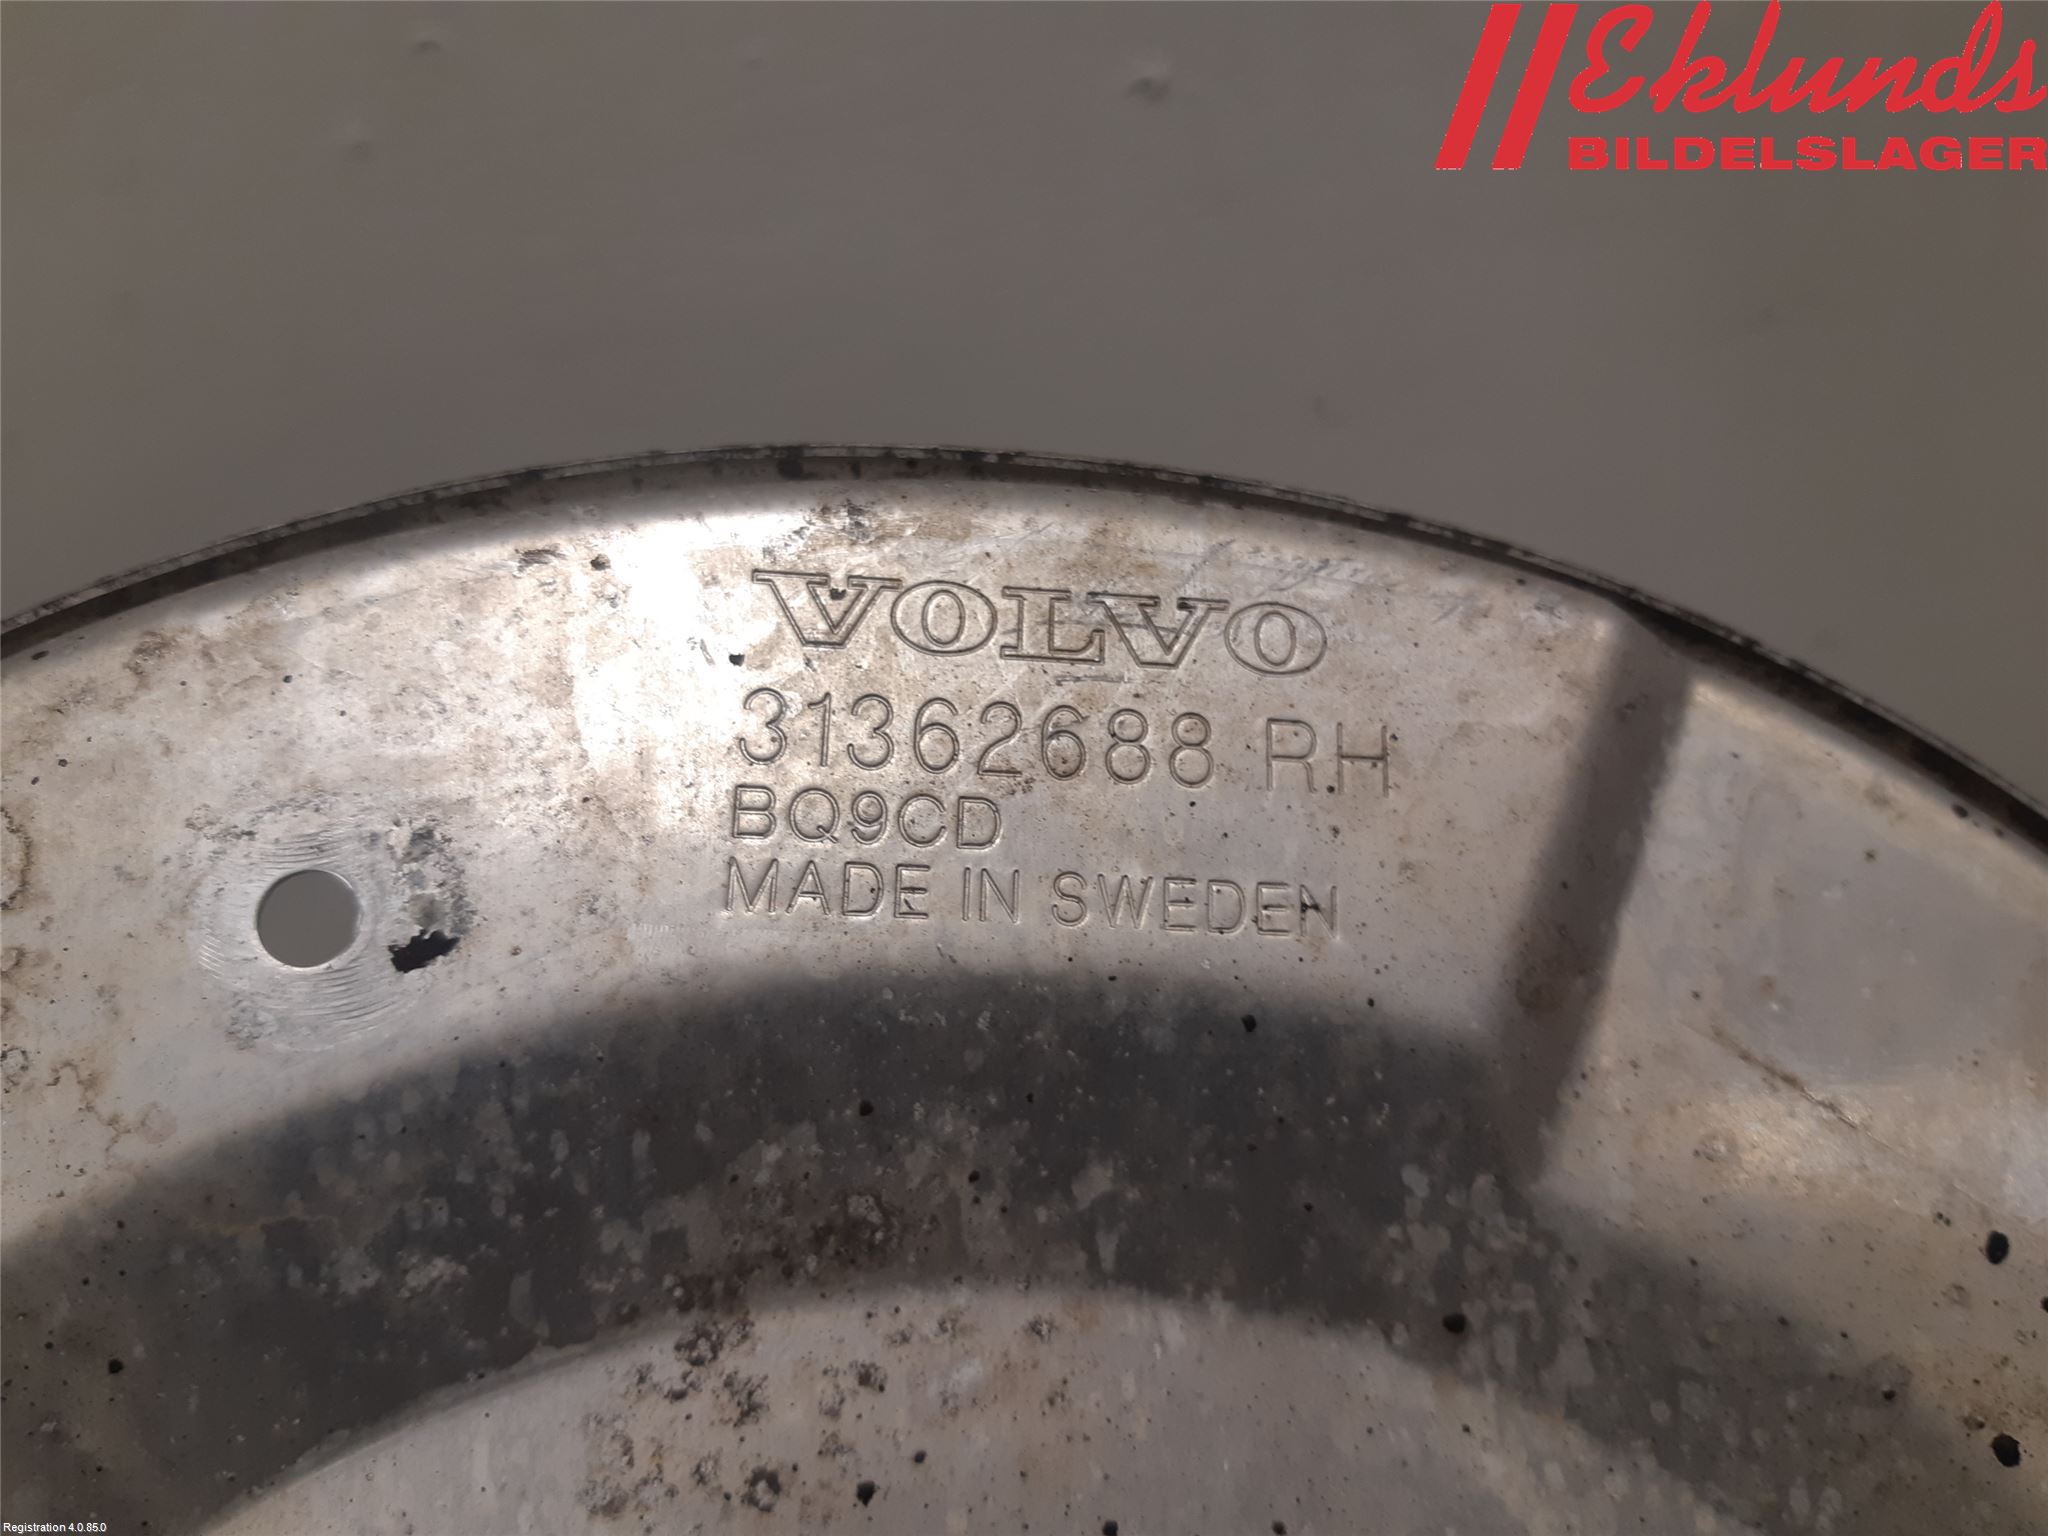 Eklunds
BILDELSLAGER
VOLVO
31362688 RH
BQ9CD
MADE IN SWEDEN
Registration 4.0.85.0